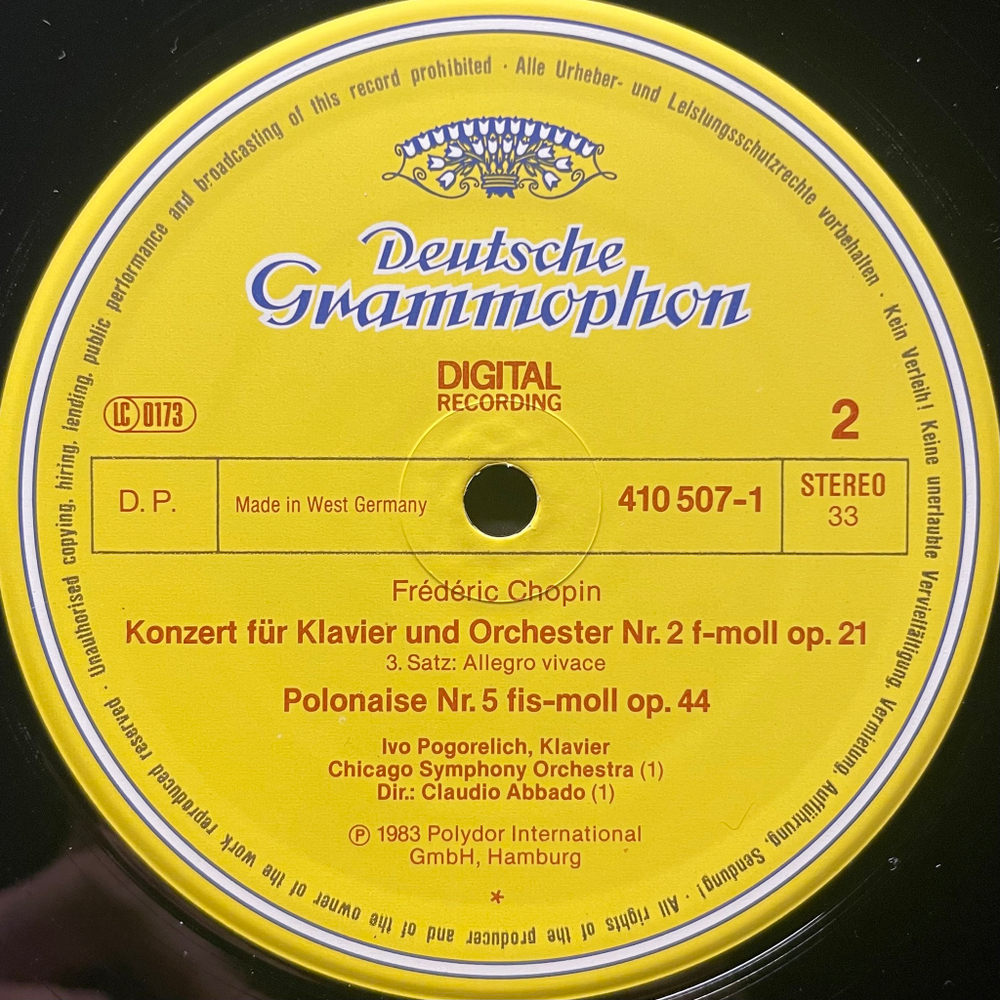 Deutsche
Grammophon
DIGITAL
RECORDING
LC 0173
2
D. P.
Made in West Germany
410 507-1
STEREO
33
Frédéric Chopin
Konzert für Klavier und Orchester Nr. 2 f-moll op. 21
3. Satz: Allegro vivace
Polonaise Nr. 5 fis-moll op. 44
Ivo Pogorelich, Klavier
Chicago Symphony Orchestra (1)
Dir.: Claudio Abbado (1)
Ⓟ 1983 Polydor International
GmbH, Hamburg
*
Alle Urheber- und Leistungsschutzrechte vorbehalten · Kein Verleih! Keine unerlaubte Vervielfältigung, Vermietung, Aufführung, Sendung! · All rights of the producer and of the owner of the work reproduced reserved · Unauthorised copying, hiring, lending, public performance and broadcasting of this record prohibited ·